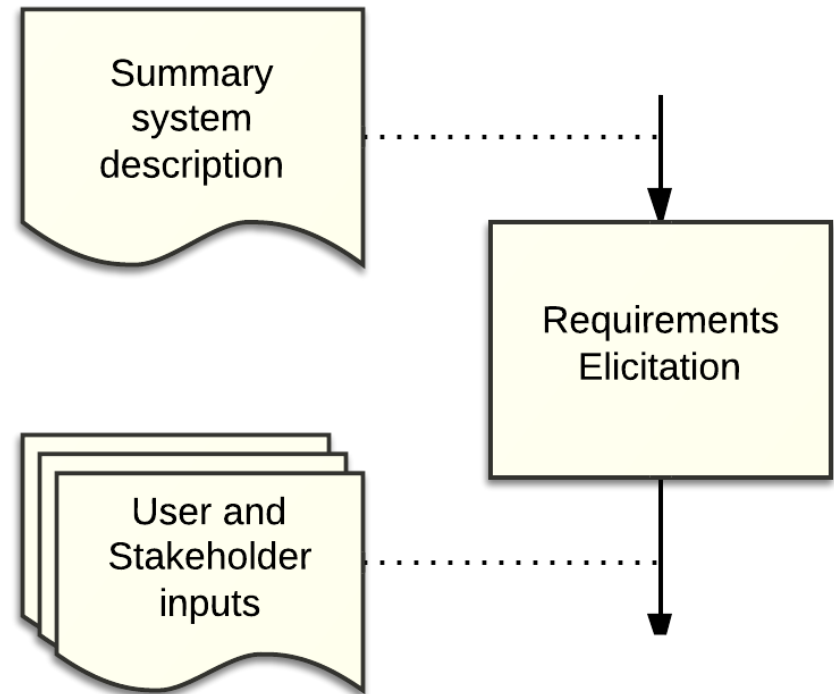 Summary
system
description
Requirements
Elicitation
User and
Stakeholder
inputs